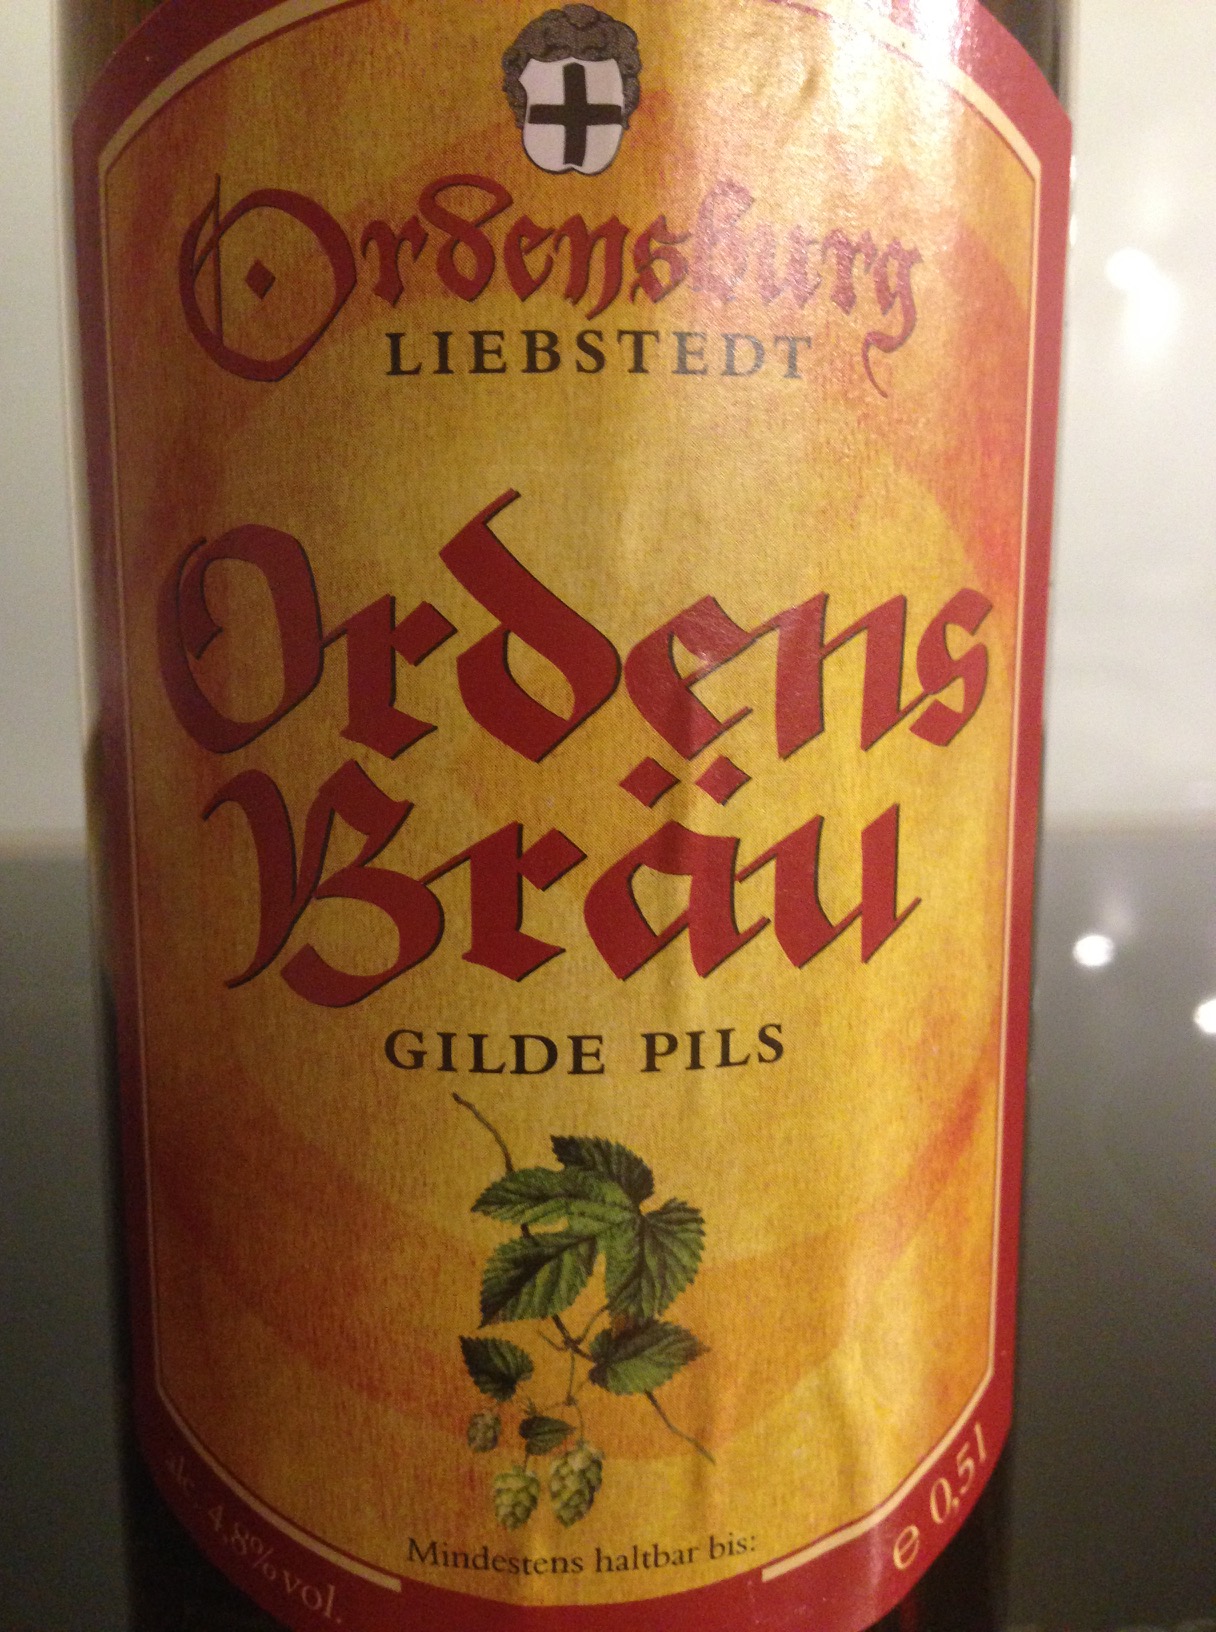 Ordensburg
LIEBSTEDT
Ordens
Bräu
GILDE PILS
Mindestens haltbar bis:
alc. 4,8% vol.
e 0,5l